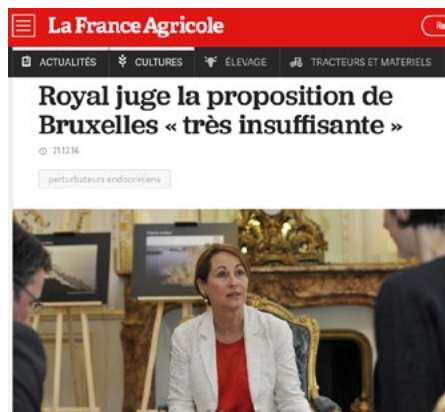 La France Agricole
ACTUALITÉS CULTURES ÉLEVAGE TRACTEURS ET MATERIELS
Royal juge la proposition de
Bruxelles « très insuffisante »
21.12.16
perturbateurs endocriniens